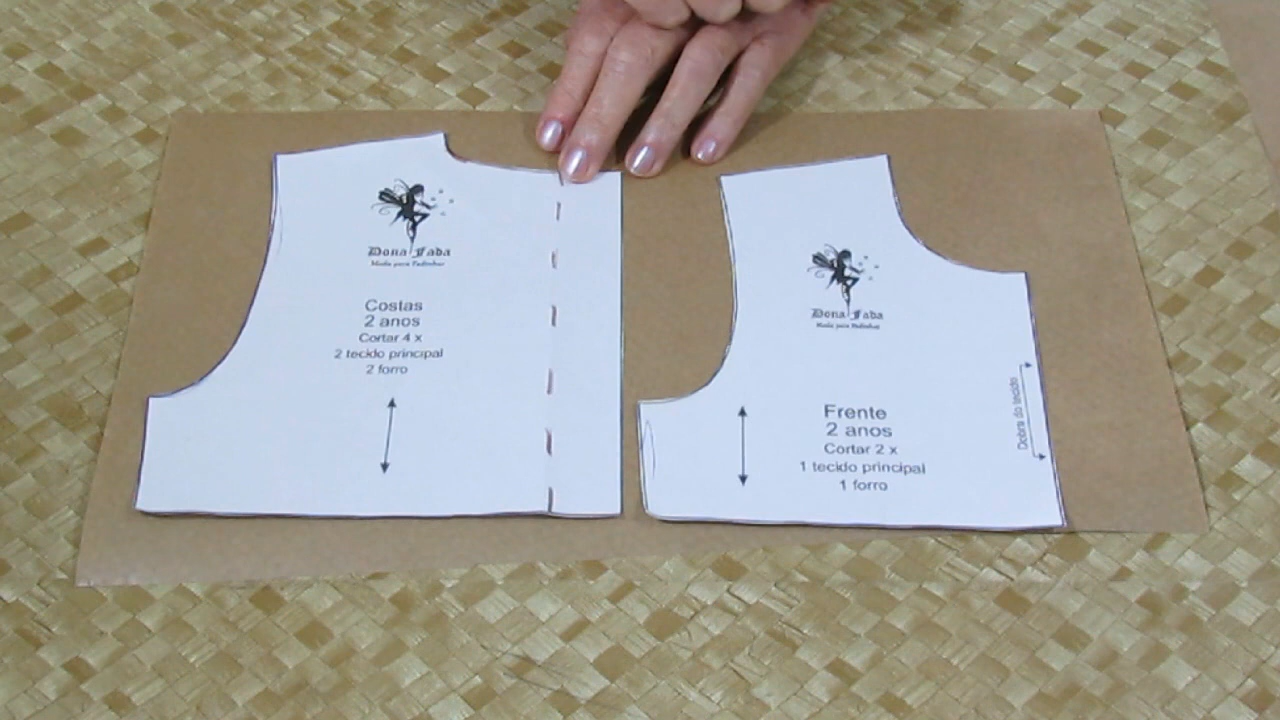 Dona Fada
Moda para Fadinhas
Costas
2 anos
Cortar 4 x
2 tecido principal
2 forro
Dona Fada
Moda para Fadinhas
Frente
2 anos
Cortar 2 x
1 tecido principal
1 forro
Dobra do tecido